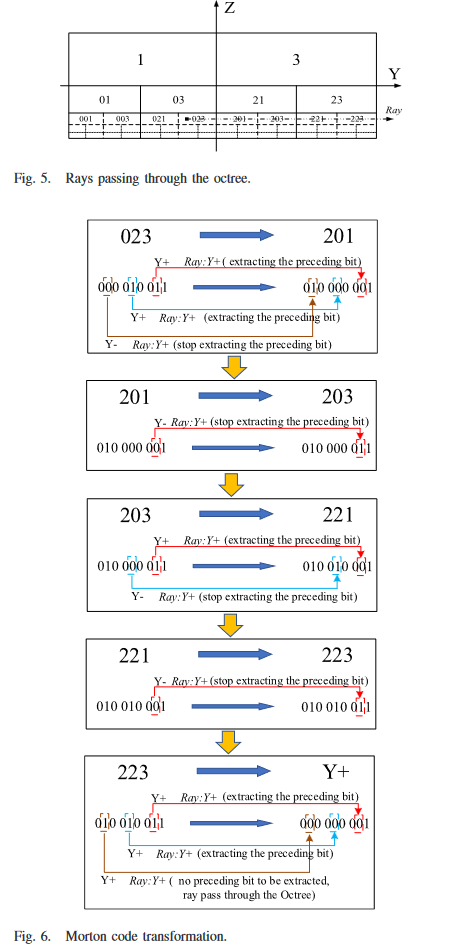 Z
1 3
Y
01 03 21 23
Ray
001 003 021 023 201 203 221 223
Fig. 5. Rays passing through the octree.
023 201
Y+ Ray:Y+ ( extracting the preceding bit)
000 010 011 010 000 001
Y+ Ray:Y+ (extracting the preceding bit)
Y- Ray:Y+ (stop extracting the preceding bit)
201 203
Y- Ray:Y+ (stop extracting the preceding bit)
010 000 001 010 000 011
203 221
Y+ Ray:Y+ (extracting the preceding bit)
010 000 011 010 010 001
Y- Ray:Y+ (stop extracting the preceding bit)
221 223
Y- Ray:Y+ (stop extracting the preceding bit)
010 010 001 010 010 011
223 Y+
Y+ Ray:Y+ (extracting the preceding bit)
010 010 011 000 000 001
Y+ Ray:Y+ (extracting the preceding bit)
Y+ Ray:Y+ ( no preceding bit to be extracted,
ray pass through the Octree)
Fig. 6. Morton code transformation.